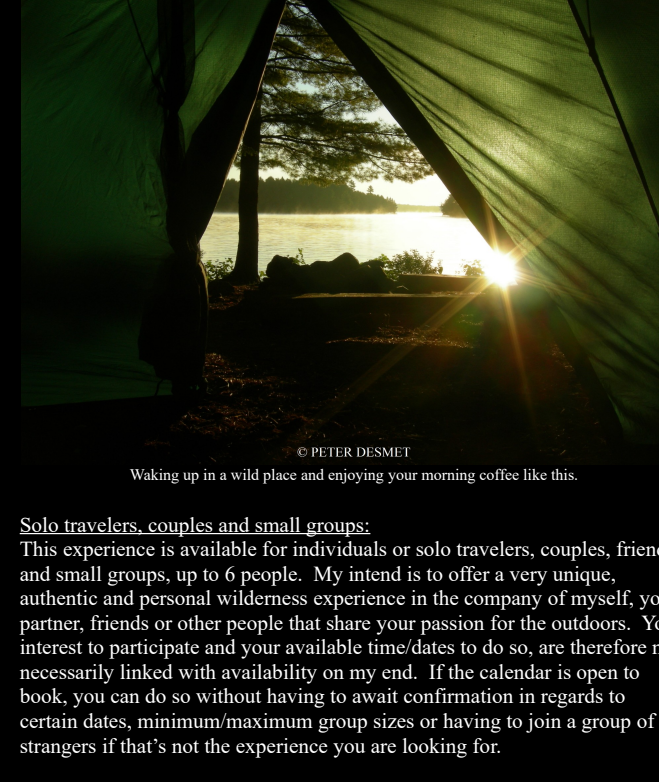 © PETER DESMET
Waking up in a wild place and enjoying your morning coffee like this.
Solo travelers, couples and small groups:
This experience is available for individuals or solo travelers, couples,
and small groups, up to 6 people.  My intend is to offer a very unique,
authentic and personal wilderness experience in the company of myself,
partner, friends or other people that share your passion for the outdoors.
interest to participate and your available time/dates to do so, are therefore
necessarily linked with availability on my end.  If the calendar is open to
book, you can do so without having to await confirmation in regards to
certain dates, minimum/maximum group sizes or having to join a group of
strangers if that’s not the experience you are looking for.